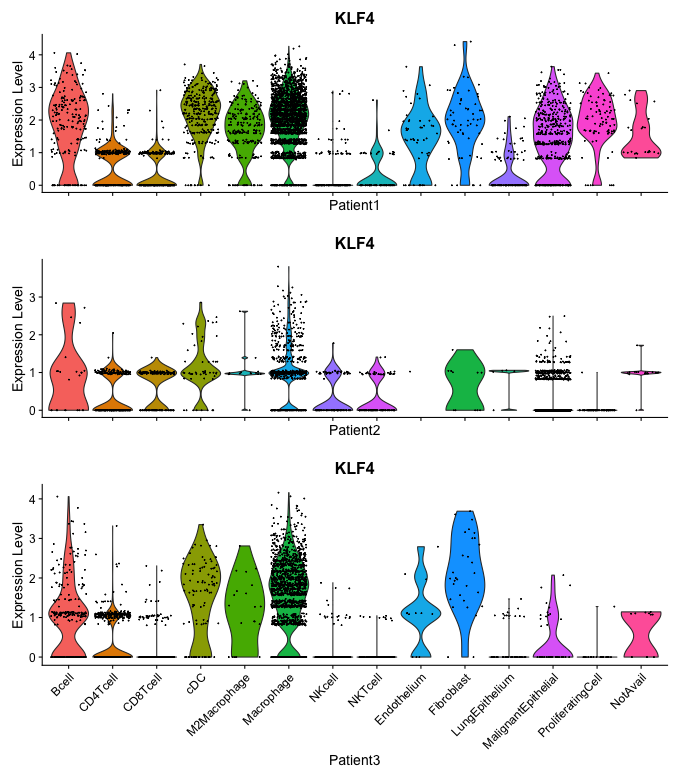 KLF4
Expression Level
4
3
2
1
0
Patient1
KLF4
Expression Level
3
2
1
0
Patient2
KLF4
Expression Level
4
3
2
1
0
Bcell
CD4Tcell
CD8Tcell
cDC
M2Macrophage
Macrophage
NKcell
NKTcell
Endothelium
Fibroblast
LungEpithelium
MalignantEpithelial
ProliferatingCell
NotAvail
Patient3